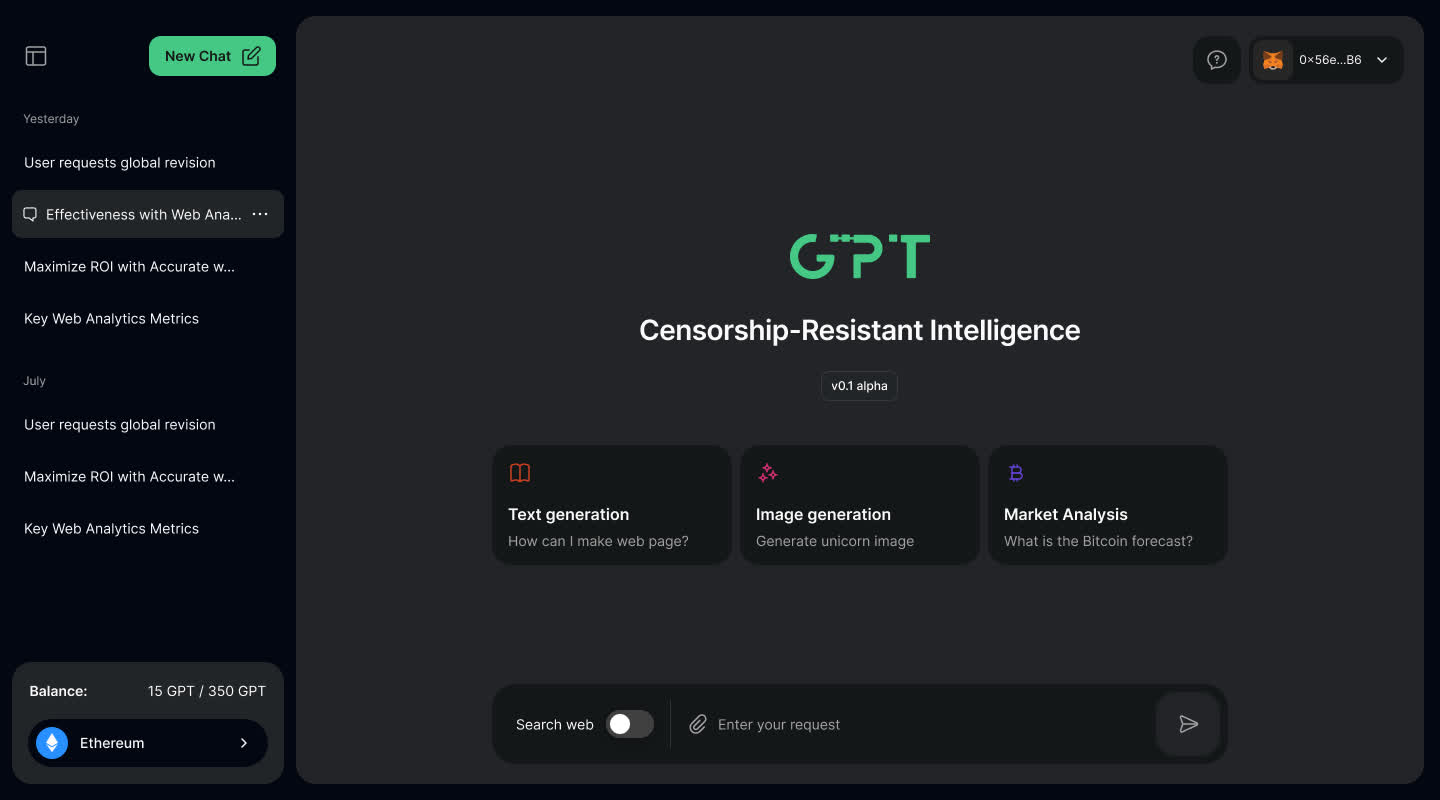 New Chat
Yesterday
User requests global revision
Effectiveness with Web Ana...
Maximize ROI with Accurate w...
Key Web Analytics Metrics
July
User requests global revision
Maximize ROI with Accurate w...
Key Web Analytics Metrics
Balance: 15 GPT / 350 GPT
Ethereum
0×56e...B6
GPT
Censorship-Resistant Intelligence
v0.1 alpha
Text generation
How can I make web page?
Image generation
Generate unicorn image
Market Analysis
What is the Bitcoin forecast?
Search web
Enter your request